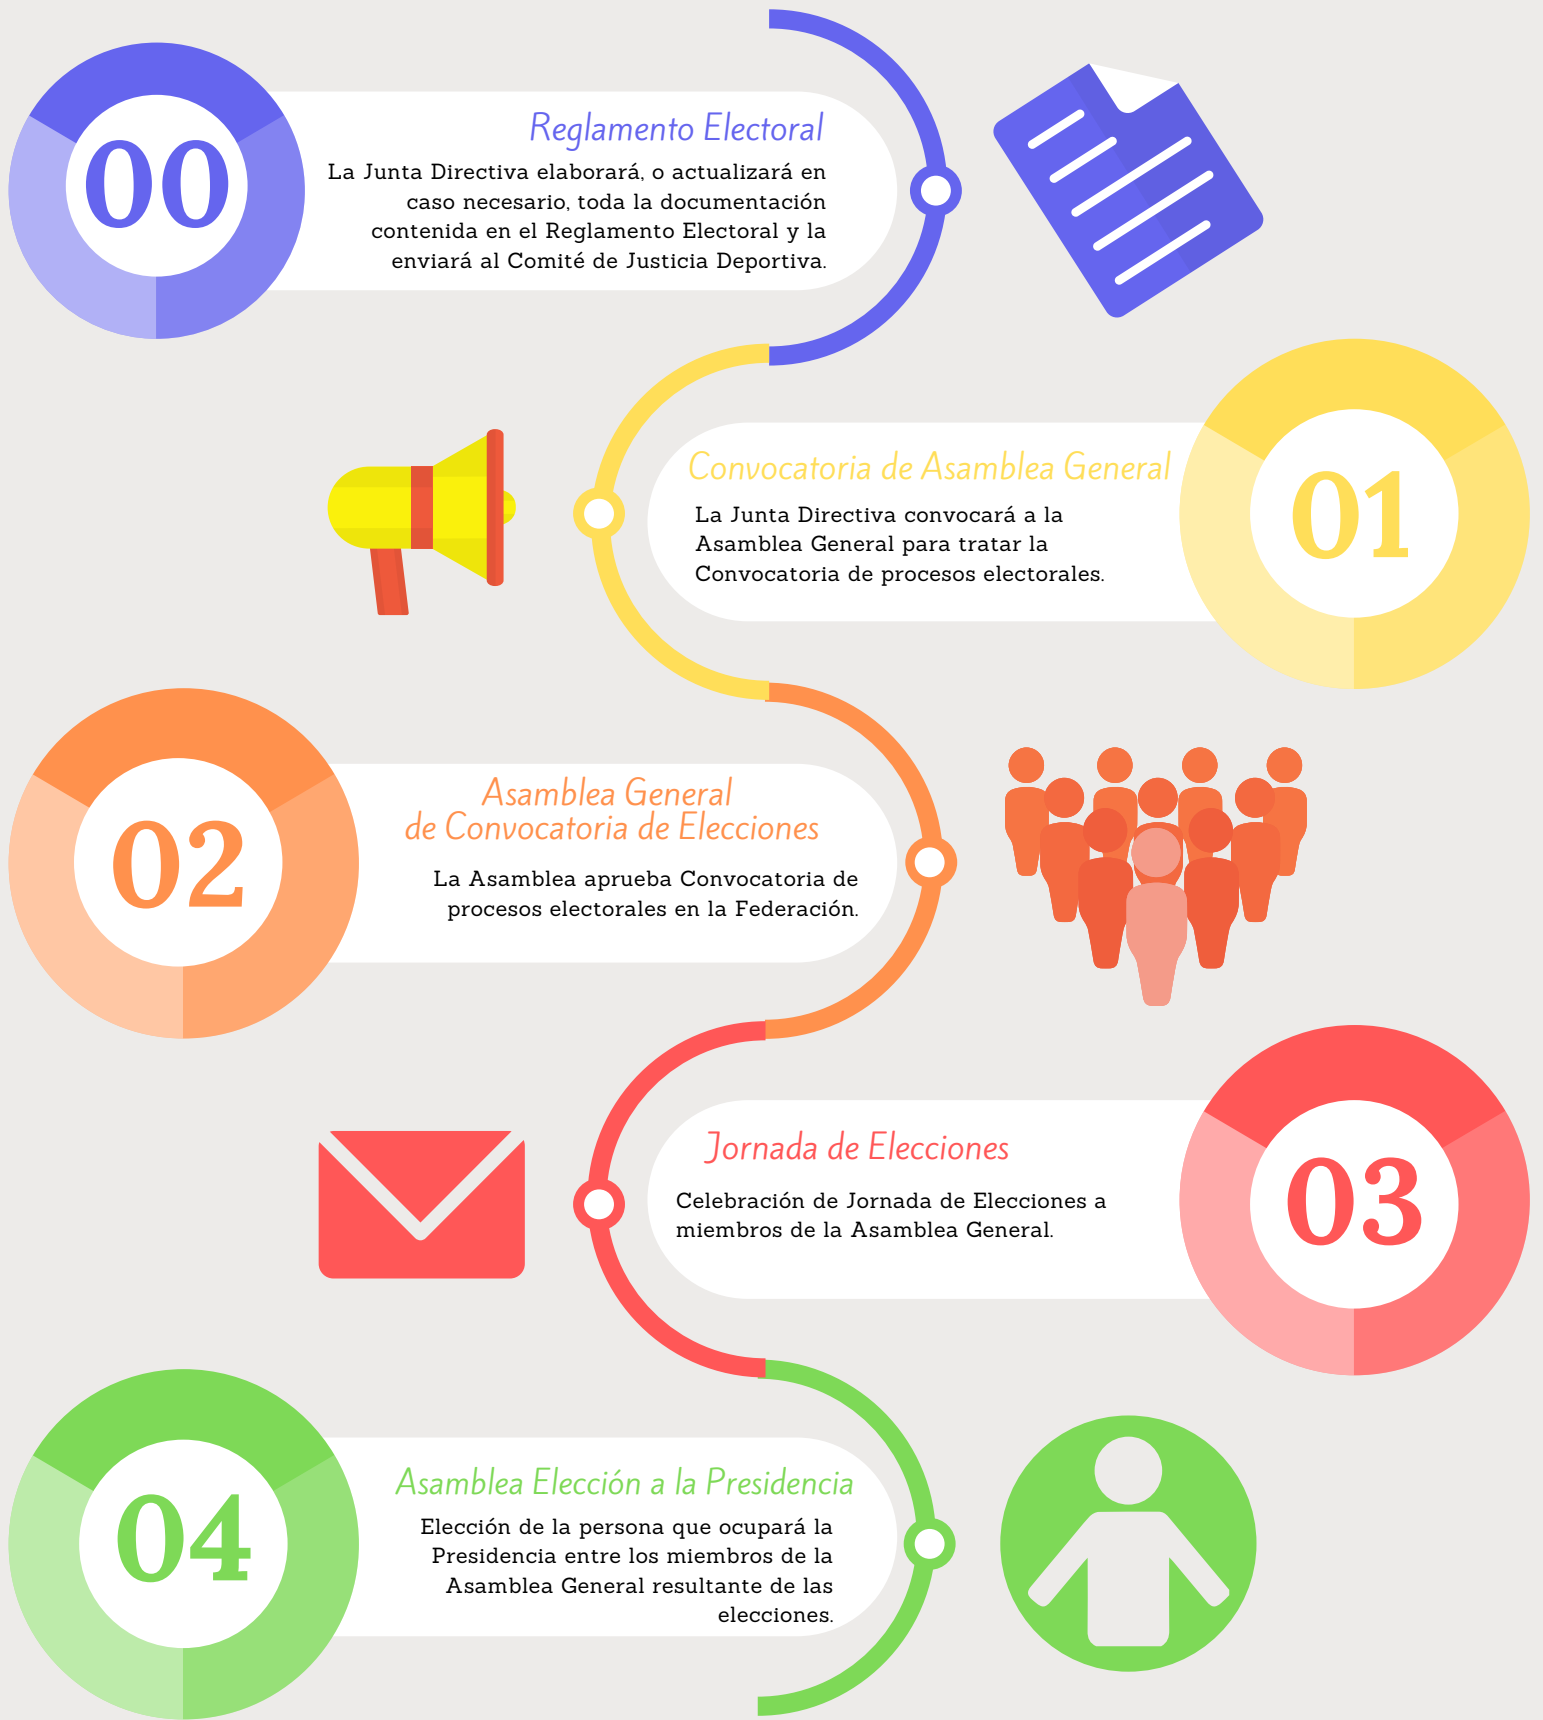 00
Reglamento Electoral
La Junta Directiva elaborará, o actualizará en
caso necesario, toda la documentación
contenida en el Reglamento Electoral y la
enviará al Comité de Justicia Deportiva.
01
Convocatoria de Asamblea General
La Junta Directiva convocará a la
Asamblea General para tratar la
Convocatoria de procesos electorales.
02
Asamblea General
de Convocatoria de Elecciones
La Asamblea aprueba Convocatoria de
procesos electorales en la Federación.
03
Jornada de Elecciones
Celebración de Jornada de Elecciones a
miembros de la Asamblea General.
04
Asamblea Elección a la Presidencia
Elección de la persona que ocupará la
Presidencia entre los miembros de la
Asamblea General resultante de las
elecciones.